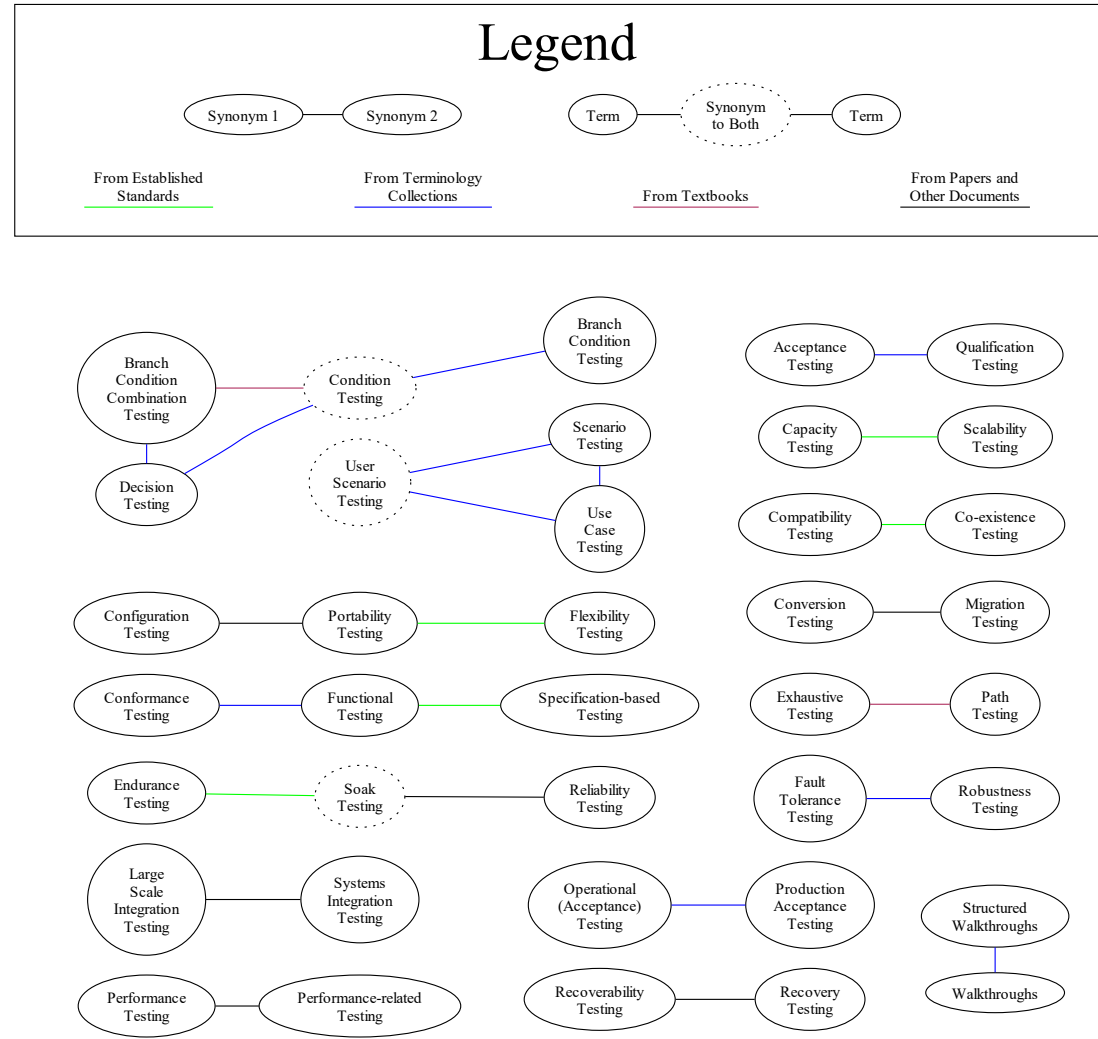 Legend
Synonym 1
Synonym 2
Term
Synonym
to Both
Term
From Established
Standards
From Terminology
Collections
From Textbooks
From Papers and
Other Documents
Branch
Condition
Combination
Testing
Condition
Testing
Branch
Condition
Testing
Acceptance
Testing
Qualification
Testing
Decision
Testing
User
Scenario
Testing
Scenario
Testing
Use
Case
Testing
Capacity
Testing
Scalability
Testing
Compatibility
Testing
Co-existence
Testing
Configuration
Testing
Portability
Testing
Flexibility
Testing
Conversion
Testing
Migration
Testing
Conformance
Testing
Functional
Testing
Specification-based
Testing
Exhaustive
Testing
Path
Testing
Endurance
Testing
Soak
Testing
Reliability
Testing
Fault
Tolerance
Testing
Robustness
Testing
Large
Scale
Integration
Testing
Systems
Integration
Testing
Operational
(Acceptance)
Testing
Production
Acceptance
Testing
Structured
Walkthroughs
Walkthroughs
Performance
Testing
Performance-related
Testing
Recoverability
Testing
Recovery
Testing